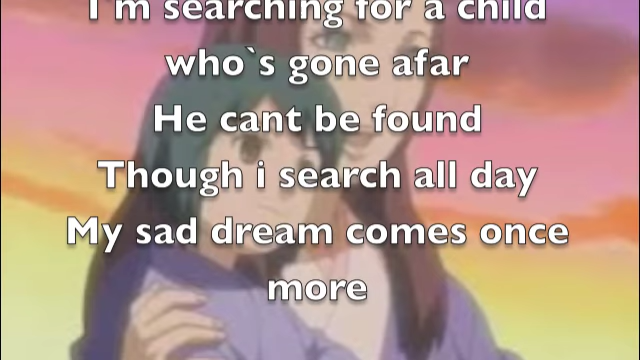 I'm searching for a child
who`s gone afar
He cant be found
Though i search all day
My sad dream comes once
more